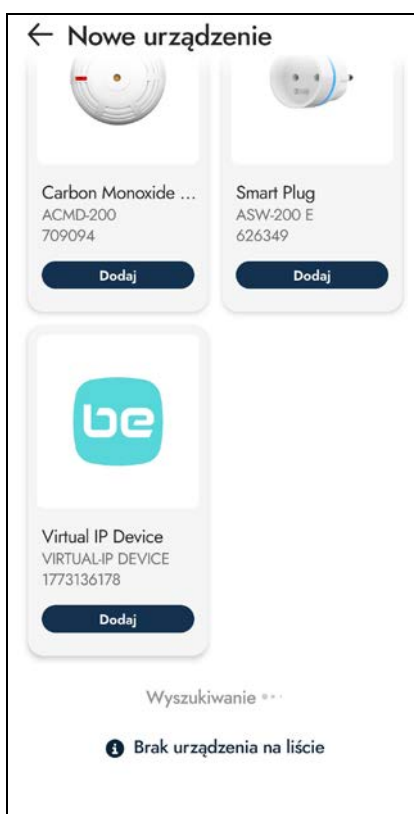 Nowe urządzenie
Carbon Monoxide ...
ACMD-200
709094
Dodaj
Smart Plug
ASW-200 E
626349
Dodaj
be
Virtual IP Device
VIRTUAL-IP DEVICE
1773136178
Dodaj
Wyszukiwanie
Brak urządzenia na liście